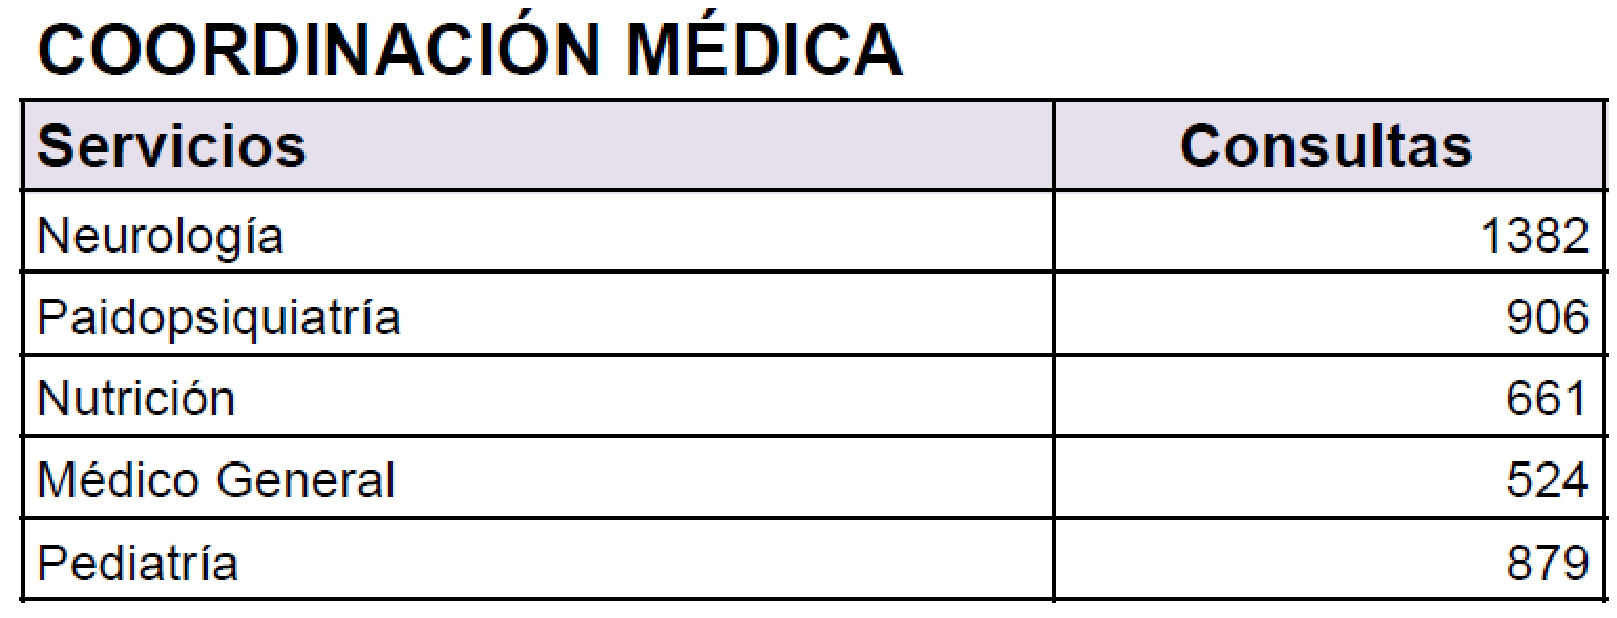 COORDINACIÓN MÉDICA
Servicios Consultas
Neurología 1382
Paidopsiquiatría 906
Nutrición 661
Médico General 524
Pediatría 879